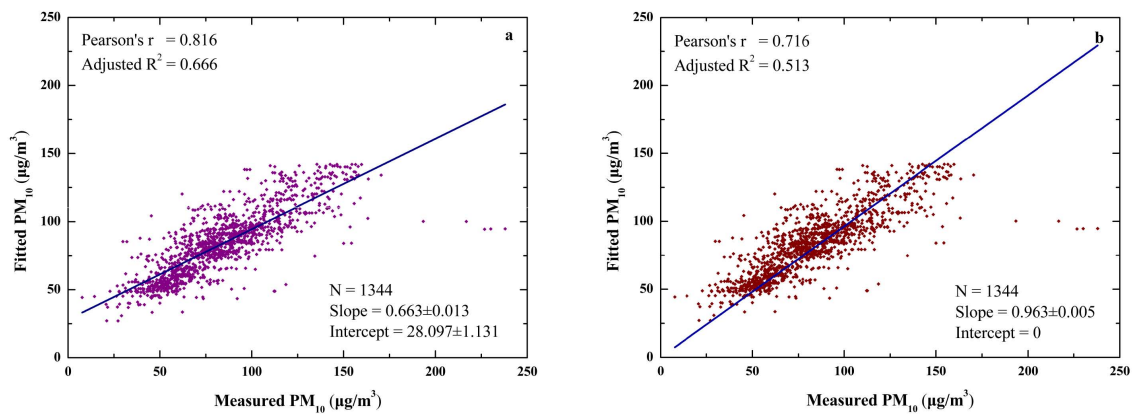 Pearson's r = 0.816
a
Adjusted R² = 0.666
250
200
150
100
50
0
Fitted PM₁₀ (µg/m³)
N = 1344
Slope = 0.663±0.013
Intercept = 28.097±1.131
0 50 100 150 200 250
Measured PM₁₀ (µg/m³)
Pearson's r = 0.716
b
Adjusted R² = 0.513
250
200
150
100
50
0
Fitted PM₁₀ (µg/m³)
N = 1344
Slope = 0.963±0.005
Intercept = 0
0 50 100 150 200 250
Measured PM₁₀ (µg/m³)